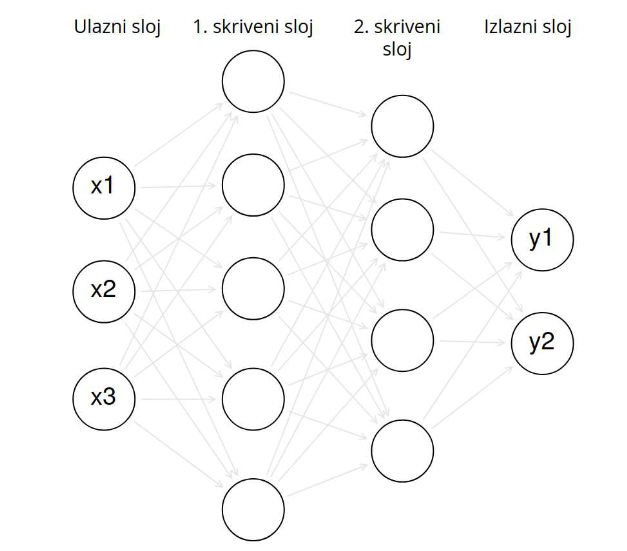 Ulazni sloj
1. skriveni sloj
2. skriveni
sloj
Izlazni sloj
x1
x2
x3
y1
y2